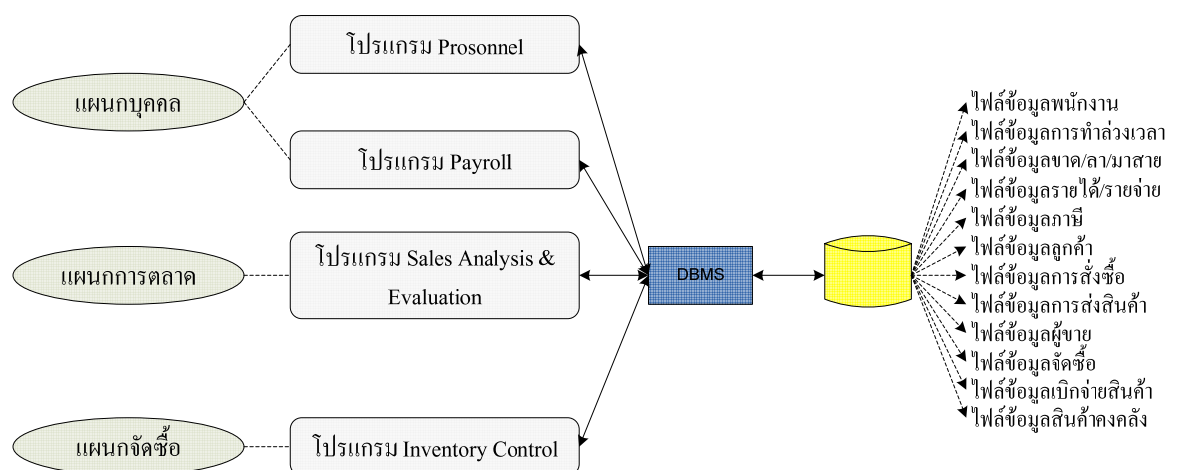 แผนกบุคคล
โปรแกรม Prosonnel
โปรแกรม Payroll
แผนกการตลาด
โปรแกรม Sales Analysis &
Evaluation
แผนกจัดซื้อ
โปรแกรม Inventory Control
DBMS
ไฟล์ข้อมูลพนักงาน
ไฟล์ข้อมูลการทำล่วงเวลา
ไฟล์ข้อมูลขาด/ลา/มาสาย
ไฟล์ข้อมูลรายได้/รายจ่าย
ไฟล์ข้อมูลภาษี
ไฟล์ข้อมูลลูกค้า
ไฟล์ข้อมูลการสั่งซื้อ
ไฟล์ข้อมูลการส่งสินค้า
ไฟล์ข้อมูลผู้ขาย
ไฟล์ข้อมูลจัดซื้อ
ไฟล์ข้อมูลเบิกจ่ายสินค้า
ไฟล์ข้อมูลสินค้าคงคลัง